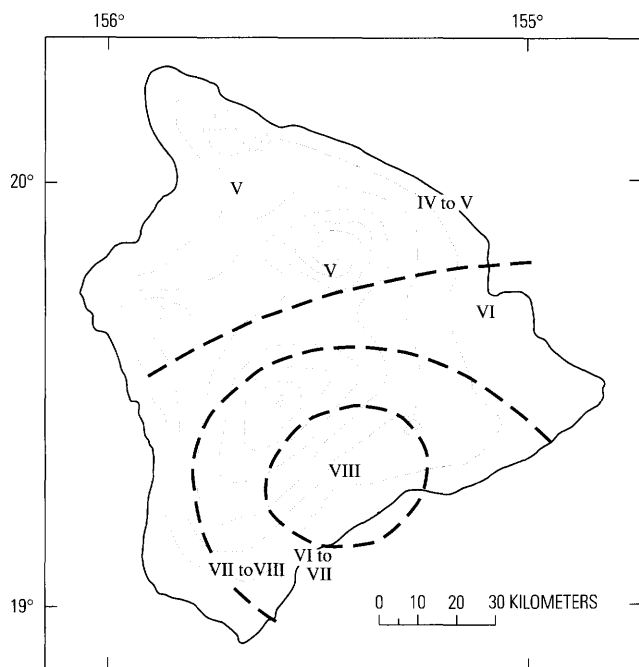 156°
155°
20°
V
IV to V
V
VI
VIII
VII toVIII
VI to
VII
19°
0 10 20 30 KILOMETERS